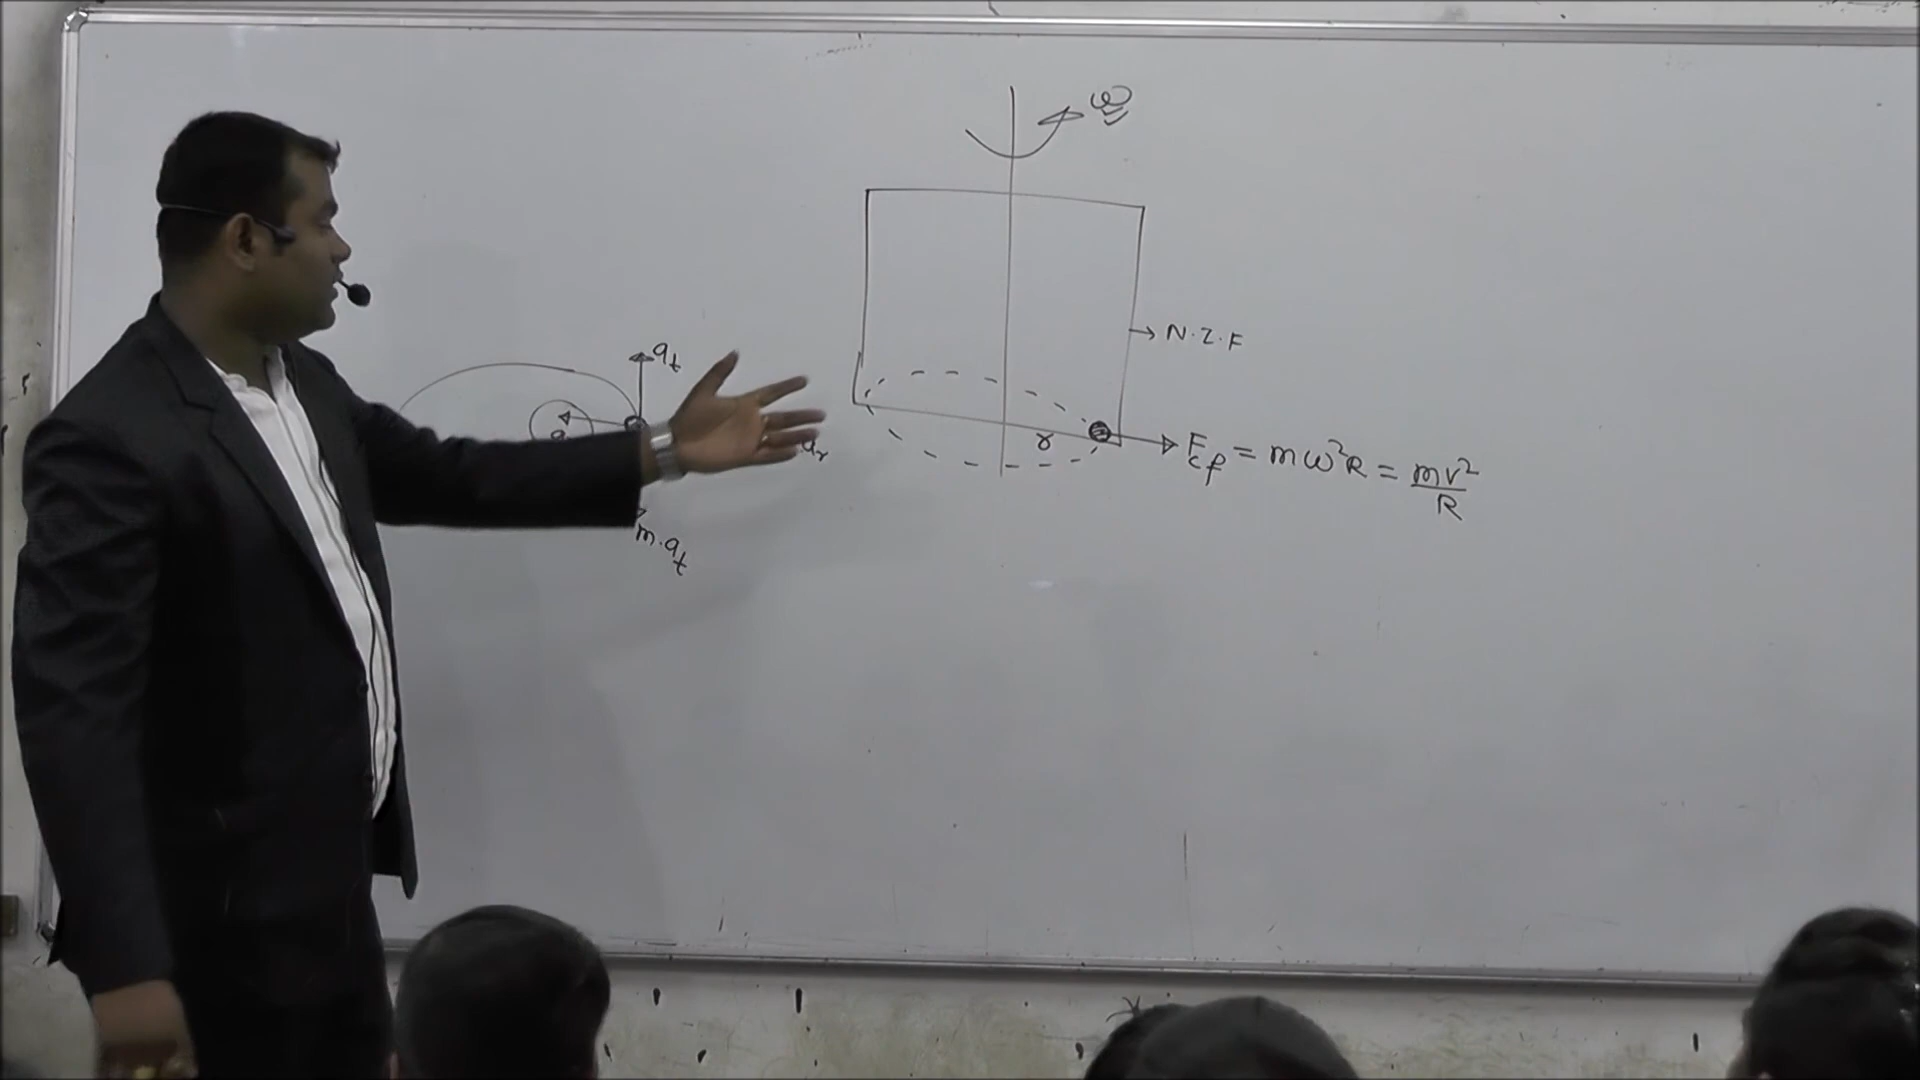 ω
N.I.F
a_t
a
a_r
r
F_cf = mω²R = mv²/R
m.a_t